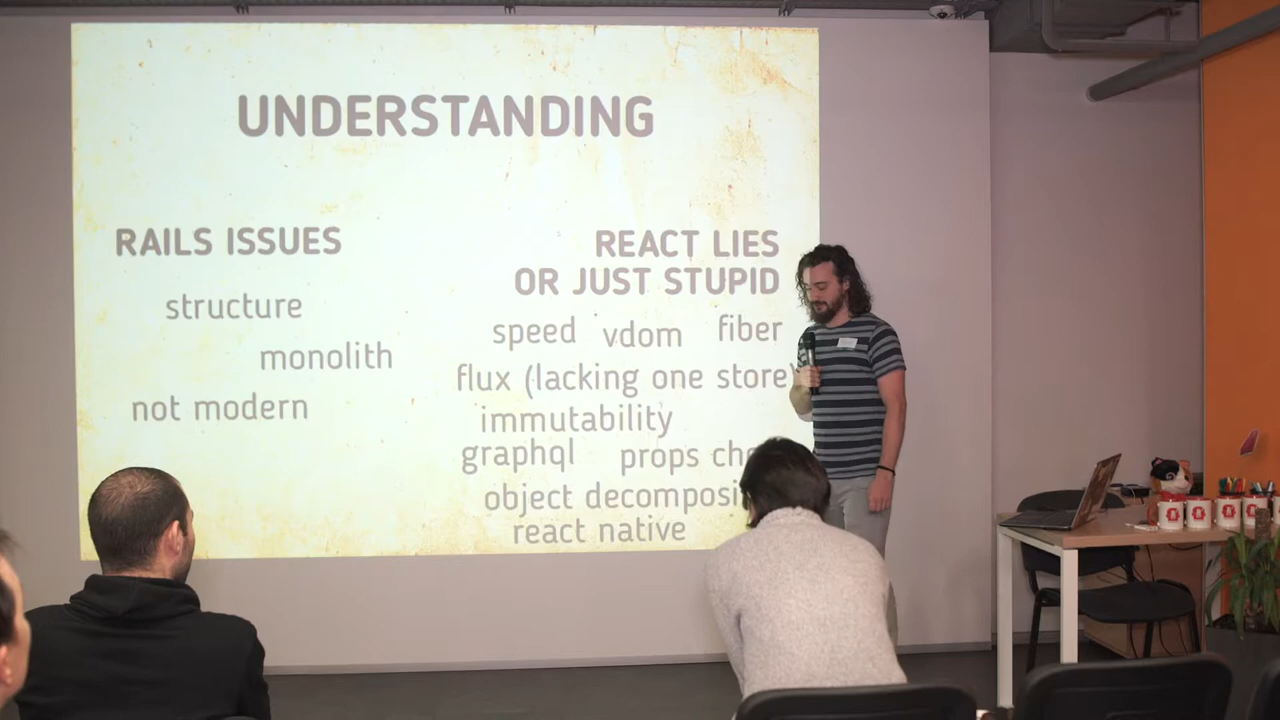 UNDERSTANDING
RAILS ISSUES
structure
monolith
not modern
REACT LIES
OR JUST STUPID
speed vdom fiber
flux (lacking one store)
immutability
graphql props
object
react native